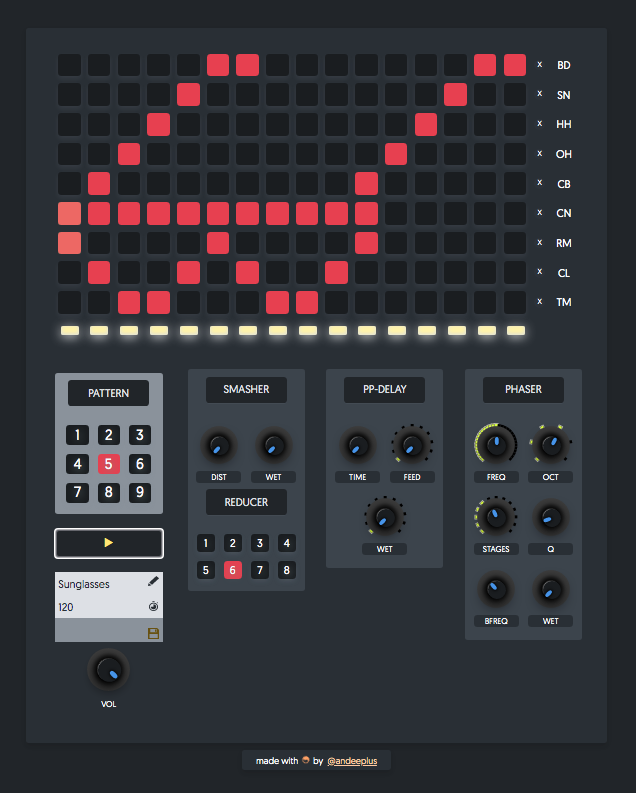 x BD
x SN
x HH
x OH
x CB
x CN
x RM
x CL
x TM
PATTERN
1 2 3
4 5 6
7 8 9
Sunglasses
120
VOL
SMASHER
DIST WET
REDUCER
1 2 3 4
5 6 7 8
PP-DELAY
TIME FEED
WET
PHASER
FREQ OCT
STAGES Q
BFREQ WET
made with by @andeeplus